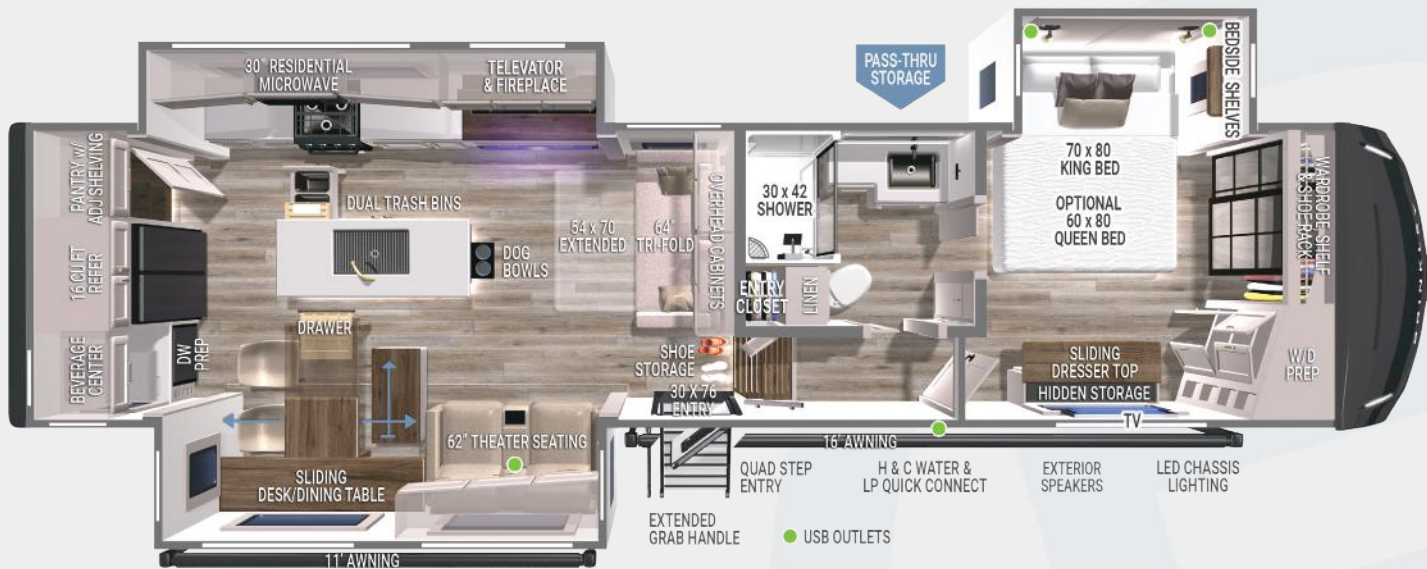 30" RESIDENTIAL
MICROWAVE
TELEVATOR
& FIREPLACE
PASS-THRU
STORAGE
BEDSIDE SHELVES
PANTRY w/
ADJ SHELVING
DUAL TRASH BINS
54 x 70
EXTENDED
64"
TRI-FOLD
OVERHEAD CABINETS
30 x 42
SHOWER
70 x 80
KING BED
OPTIONAL
60 x 80
QUEEN BED
WARDROBE SHELF
& SHOE RACK
16 CU FT
REFER
DOG
BOWLS
ENTRY
CLOSET
LINEN
DRAWER
BEVERAGE
CENTER
DW
PREP
SHOE
STORAGE
30 X 76
ENTRY
SLIDING
DRESSER TOP
HIDDEN STORAGE
TV
W/D
PREP
62" THEATER SEATING
16' AWNING
SLIDING
DESK/DINING TABLE
QUAD STEP
ENTRY
H & C WATER &
LP QUICK CONNECT
EXTERIOR
SPEAKERS
LED CHASSIS
LIGHTING
EXTENDED
GRAB HANDLE
USB OUTLETS
11' AWNING